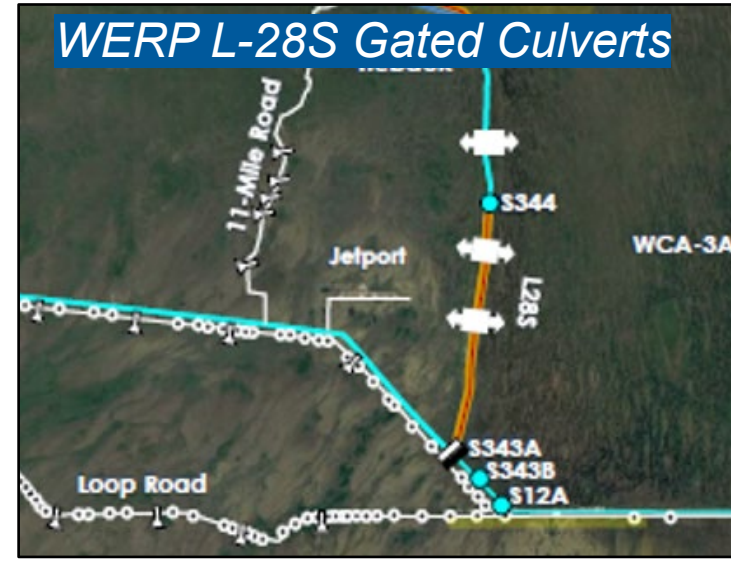 WERP L-28S Gated Culverts
11-Mile Road
S344
WCA-3A
Jetport
L28S
S343A
S343B
S12A
Loop Road